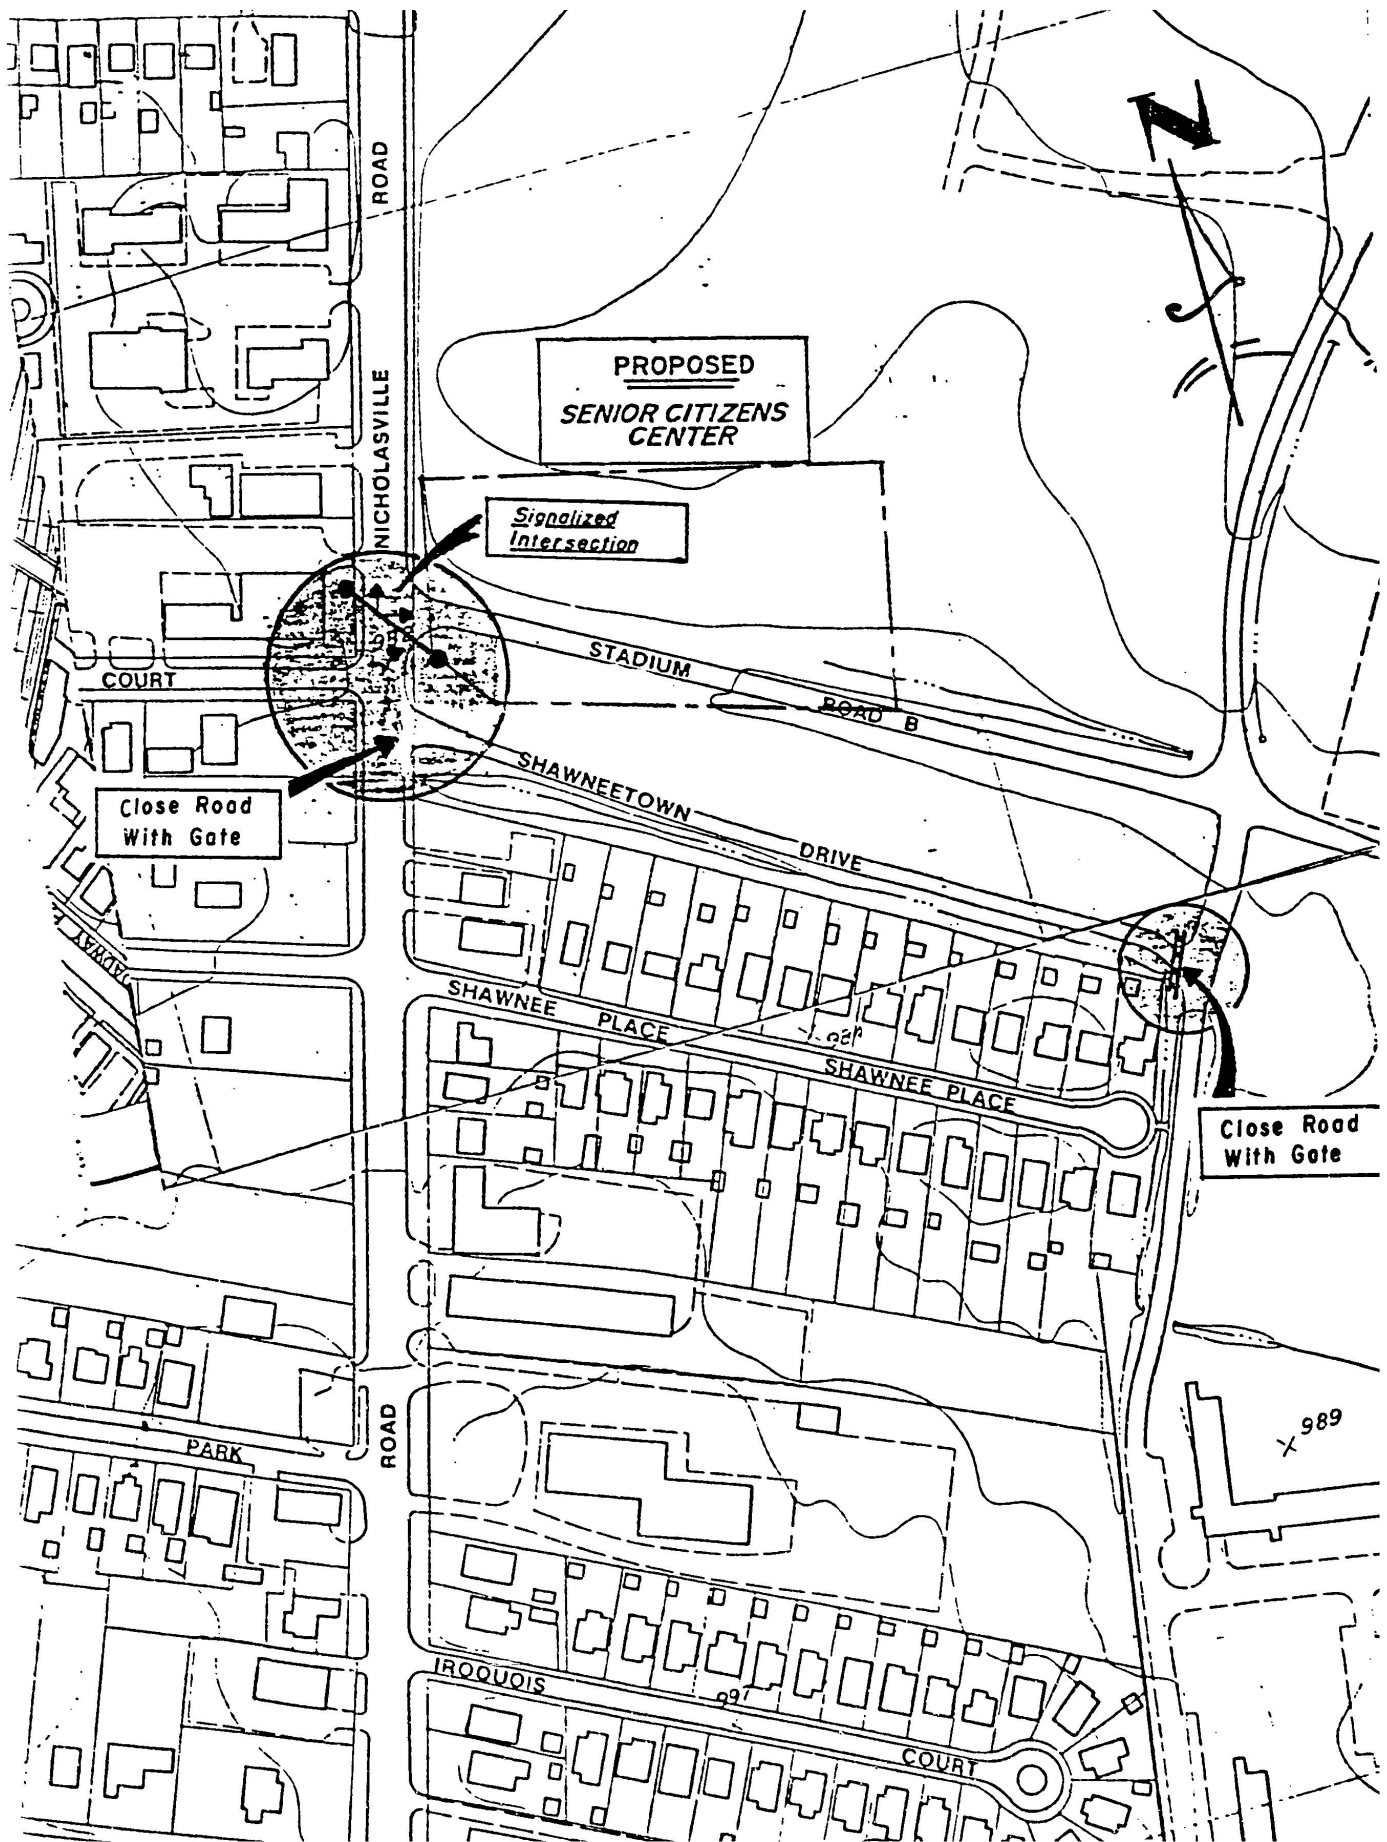 N
ROAD
NICHOLASVILLE
PROPOSED
SENIOR CITIZENS
CENTER
Signalized
Intersection
COURT
STADIUM
ROAD B
SHAWNEETOWN
DRIVE
Close Road
With Gate
SHAWNEE PLACE
SHAWNEE PLACE
Close Road
With Gate
ROAD
PARK
989
IROQUOIS
COURT